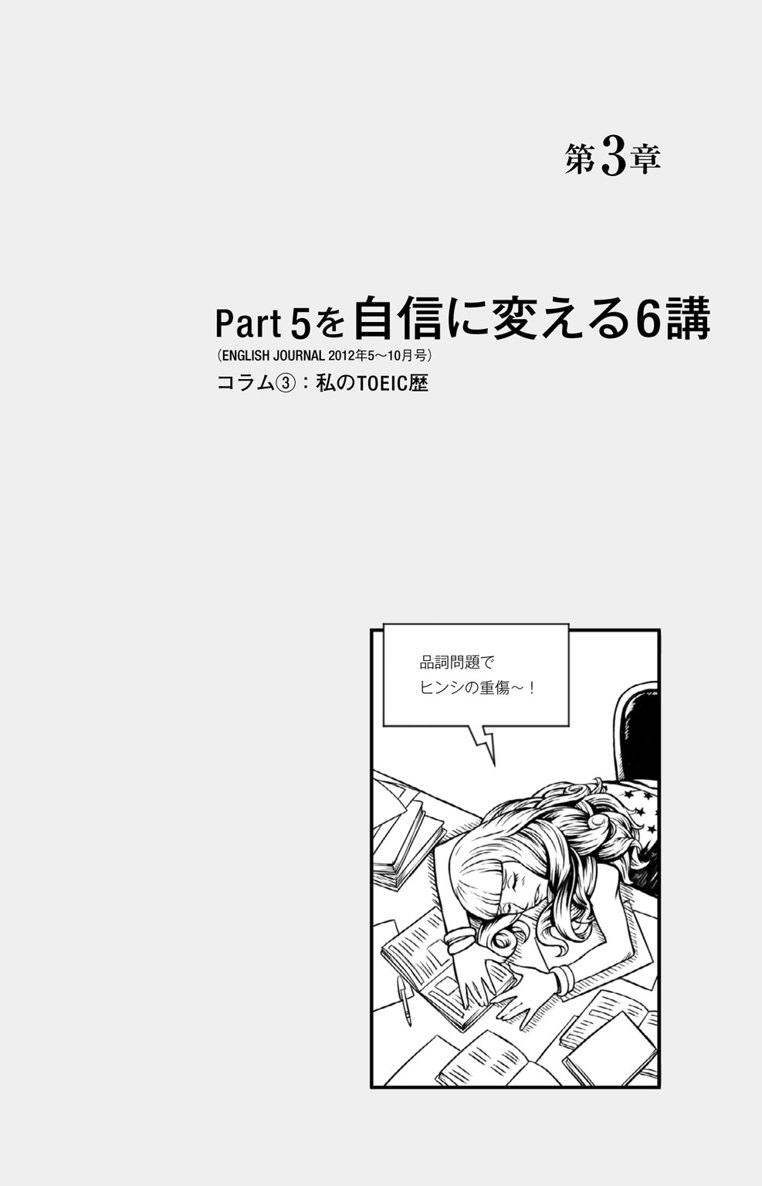 第3章
Part 5を自信に変える6講
（ENGLISH JOURNAL 2012年5～10月号）
コラム③：私のTOEIC歴
品詞問題で
ヒンシの重傷～！